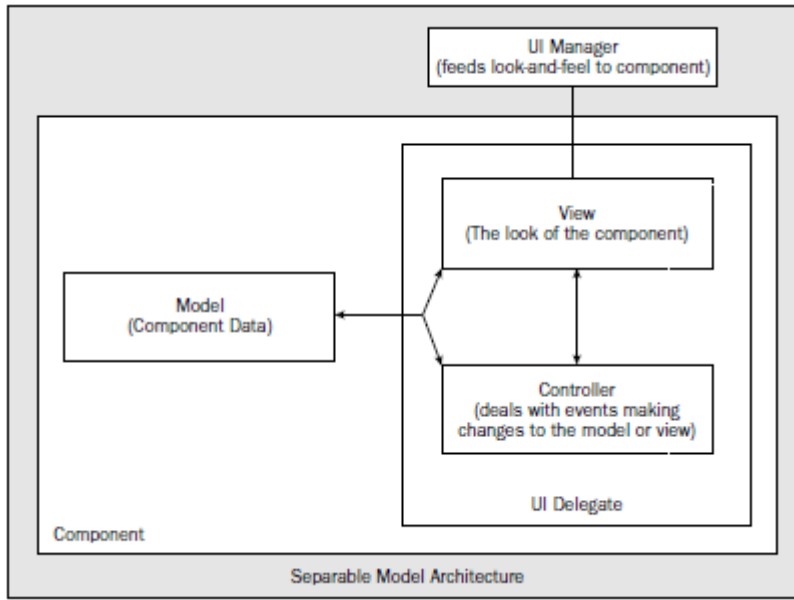 UI Manager
(feeds look-and-feel to component)
View
(The look of the component)
Model
(Component Data)
Controller
(deals with events making
changes to the model or view)
UI Delegate
Component
Separable Model Architecture